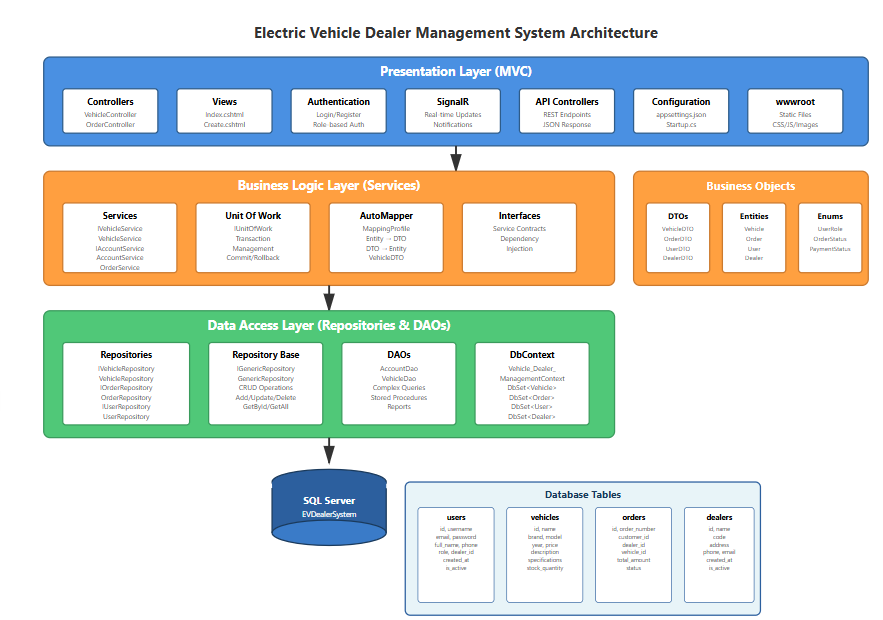 Electric Vehicle Dealer Management System Architecture
Presentation Layer (MVC)
Controllers
VehicleController
OrderController
Views
Index.cshtml
Create.cshtml
Authentication
Login/Register
Role-based Auth
SignalR
Real-time Updates
Notifications
API Controllers
REST Endpoints
JSON Response
Configuration
appsettings.json
Startup.cs
wwwroot
Static Files
CSS/JS/Images
Business Logic Layer (Services)
Services
IVehicleService
VehicleService
IAccountService
AccountService
OrderService
Unit Of Work
IUnitOfWork
Transaction
Management
Commit/Rollback
AutoMapper
MappingProfile
Entity → DTO
DTO → Entity
VehicleDTO
Interfaces
Service Contracts
Dependency
Injection
Business Objects
DTOs
VehicleDTO
OrderDTO
UserDTO
DealerDTO
Entities
Vehicle
Order
User
Dealer
Enums
UserRole
OrderStatus
PaymentStatus
Data Access Layer (Repositories & DAOs)
Repositories
IVehicleRepository
VehicleRepository
IOrderRepository
OrderRepository
IUserRepository
UserRepository
Repository Base
IGenericRepository
GenericRepository
CRUD Operations
Add/Update/Delete
GetById/GetAll
DAOs
AccountDao
VehicleDao
Complex Queries
Stored Procedures
Reports
DbContext
Vehicle_Dealer_
ManagementContext
DbSet<Vehicle>
DbSet<Order>
DbSet<User>
DbSet<Dealer>
SQL Server
EVDealerSystem
Database Tables
users
id, username
email, password
full_name, phone
role, dealer_id
created_at
is_active
vehicles
id, name
brand, model
year, price
description
specifications
stock_quantity
orders
id, order_number
customer_id
dealer_id
vehicle_id
total_amount
status
dealers
id, name
code
address
phone, email
created_at
is_active